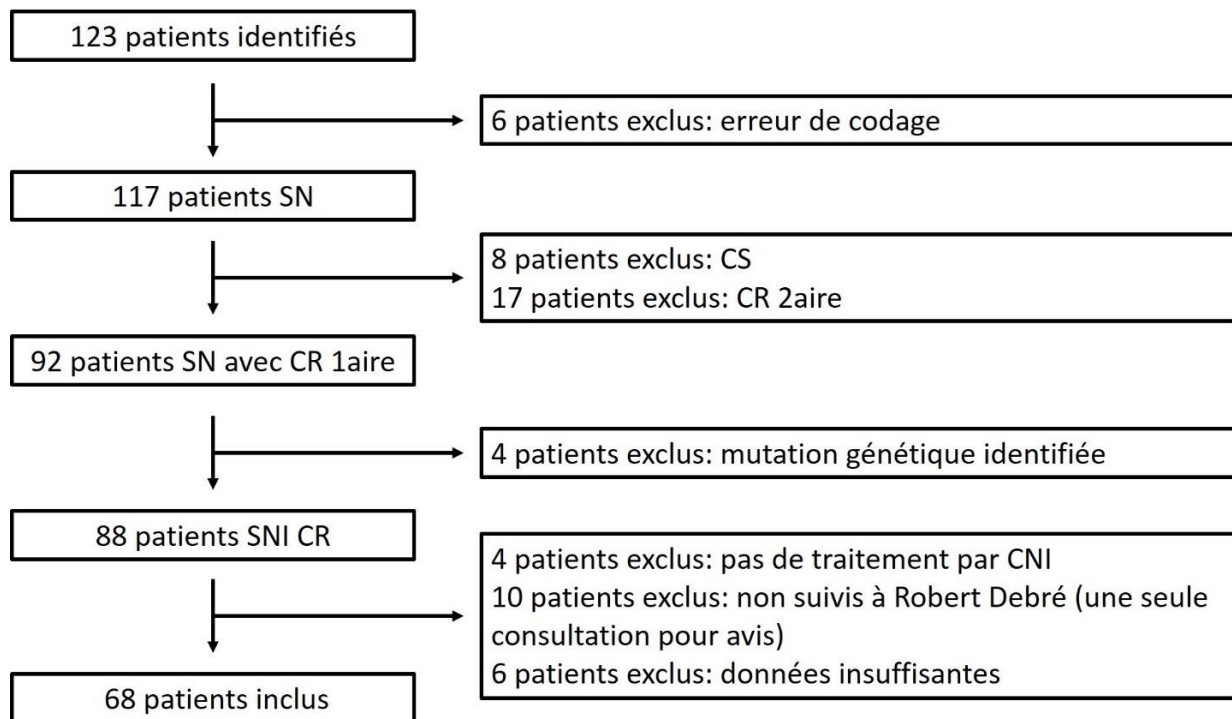 123 patients identifiés
6 patients exclus: erreur de codage
117 patients SN
8 patients exclus: CS
17 patients exclus: CR 2aire
92 patients SN avec CR 1aire
4 patients exclus: mutation génétique identifiée
88 patients SNI CR
4 patients exclus: pas de traitement par CNI
10 patients exclus: non suivis à Robert Debré (une seule
consultation pour avis)
6 patients exclus: données insuffisantes
68 patients inclus